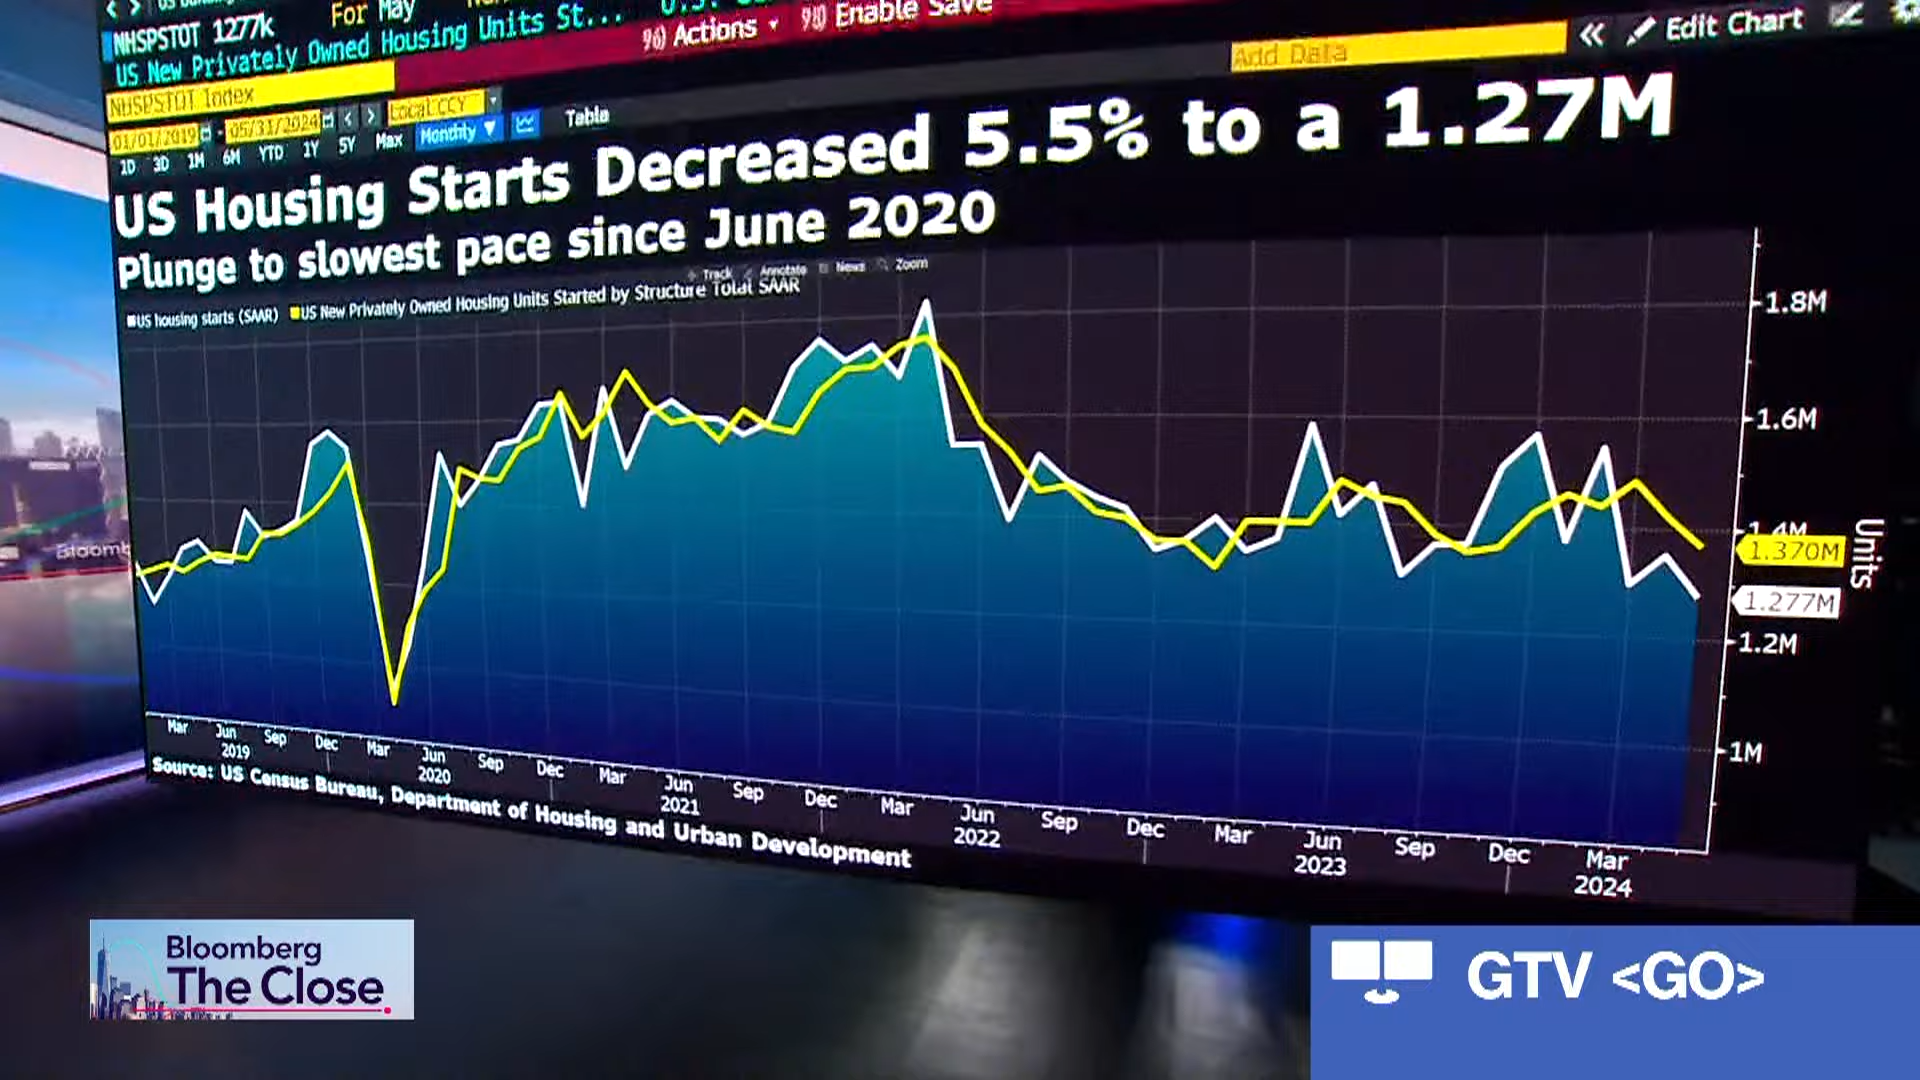 For May
NHSPSTOT 1277k
US New Privately Owned Housing Units St...
96) Actions
Enable Save
NHSPSTOT Index
Add Data
« Edit Chart
01/01/2019 - 05/31/2024 < > Local CCY
1D 3D 1M 6M YTD 1Y 5Y Max Monthly ▼ Table
US Housing Starts Decreased 5.5% to a 1.27M
Plunge to slowest pace since June 2020
Track Annotate News Zoom
US housing starts (SAAR) US New Privately Owned Housing Units Started by Structure Total SAAR
1.8M
1.6M
1.4M
1.370M
1.277M
1.2M
1M
Units
Mar Jun Sep Dec Mar Jun Sep Dec Mar Jun Sep Dec Mar Jun Sep Dec Mar Jun Sep Dec Mar
2019 2020 2021 2022 2023 2024
Source: US Census Bureau, Department of Housing and Urban Development
Bloomberg
The Close
GTV <GO>